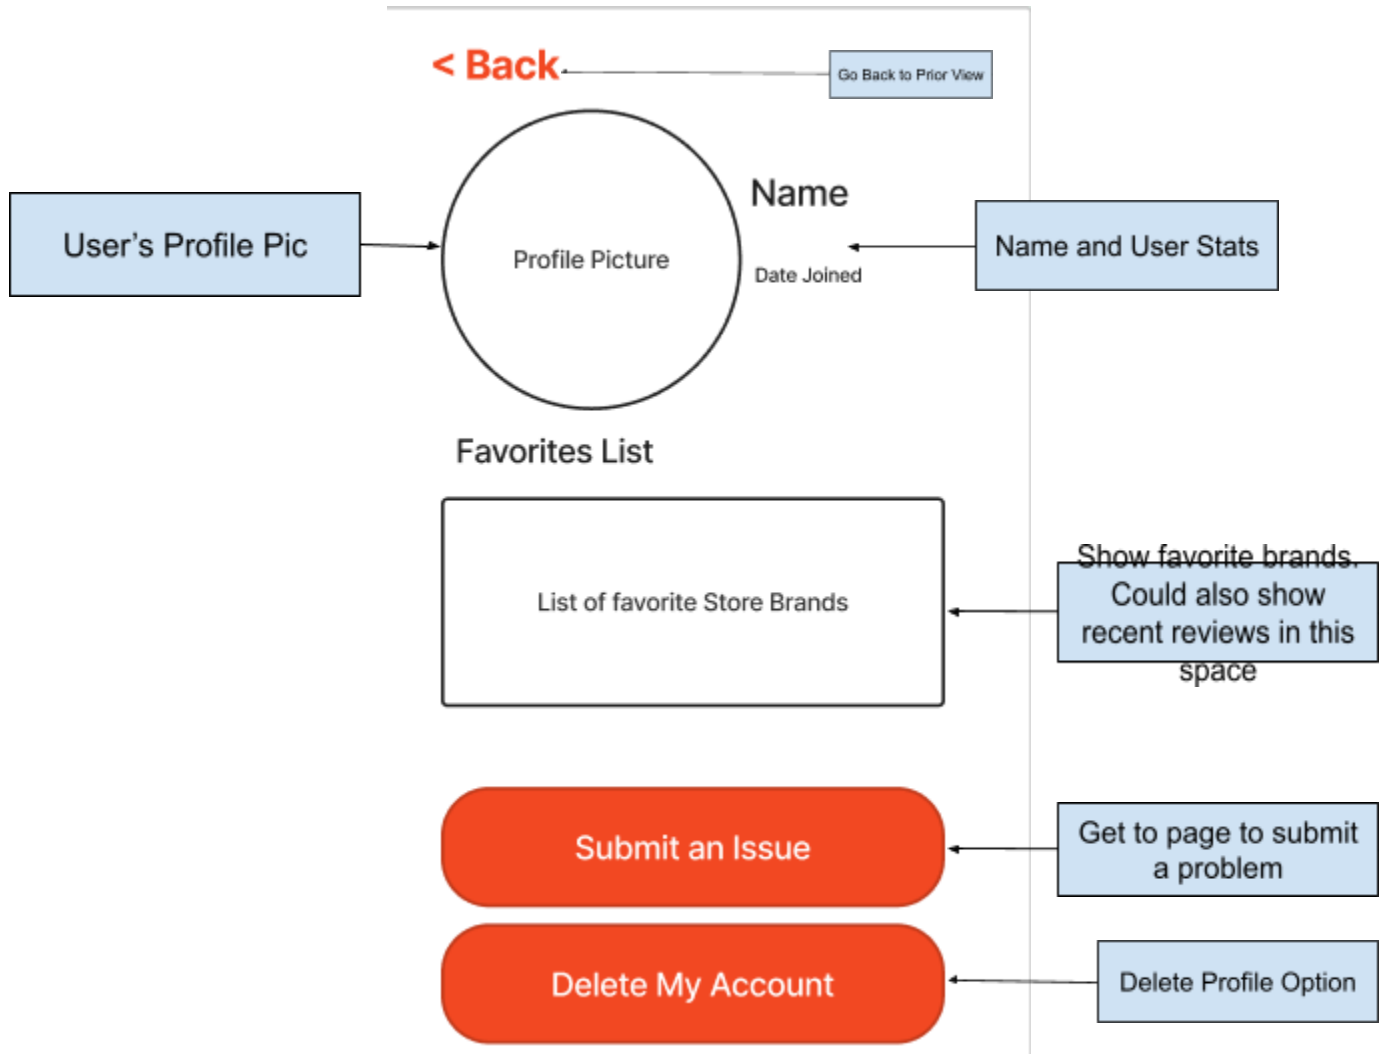 < Back
Go Back to Prior View
User's Profile Pic
Profile Picture
Name
Date Joined
Name and User Stats
Favorites List
List of favorite Store Brands
Show favorite brands.
Could also show
recent reviews in this
space
Submit an Issue
Get to page to submit
a problem
Delete My Account
Delete Profile Option